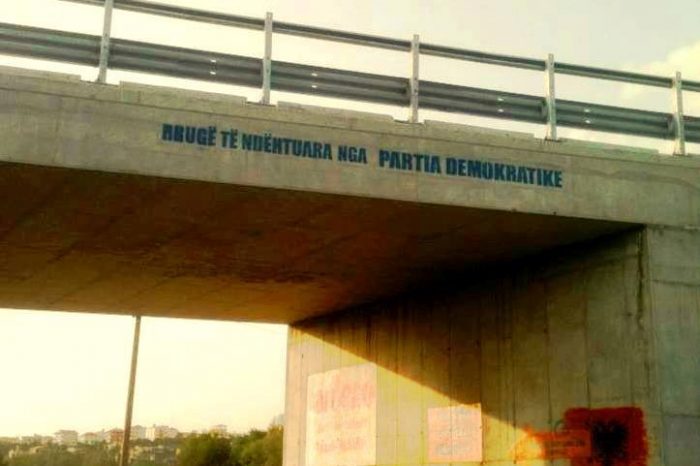 RRUGË TË NDËHTUARA NGA PARTIA DEMOKRATIKE